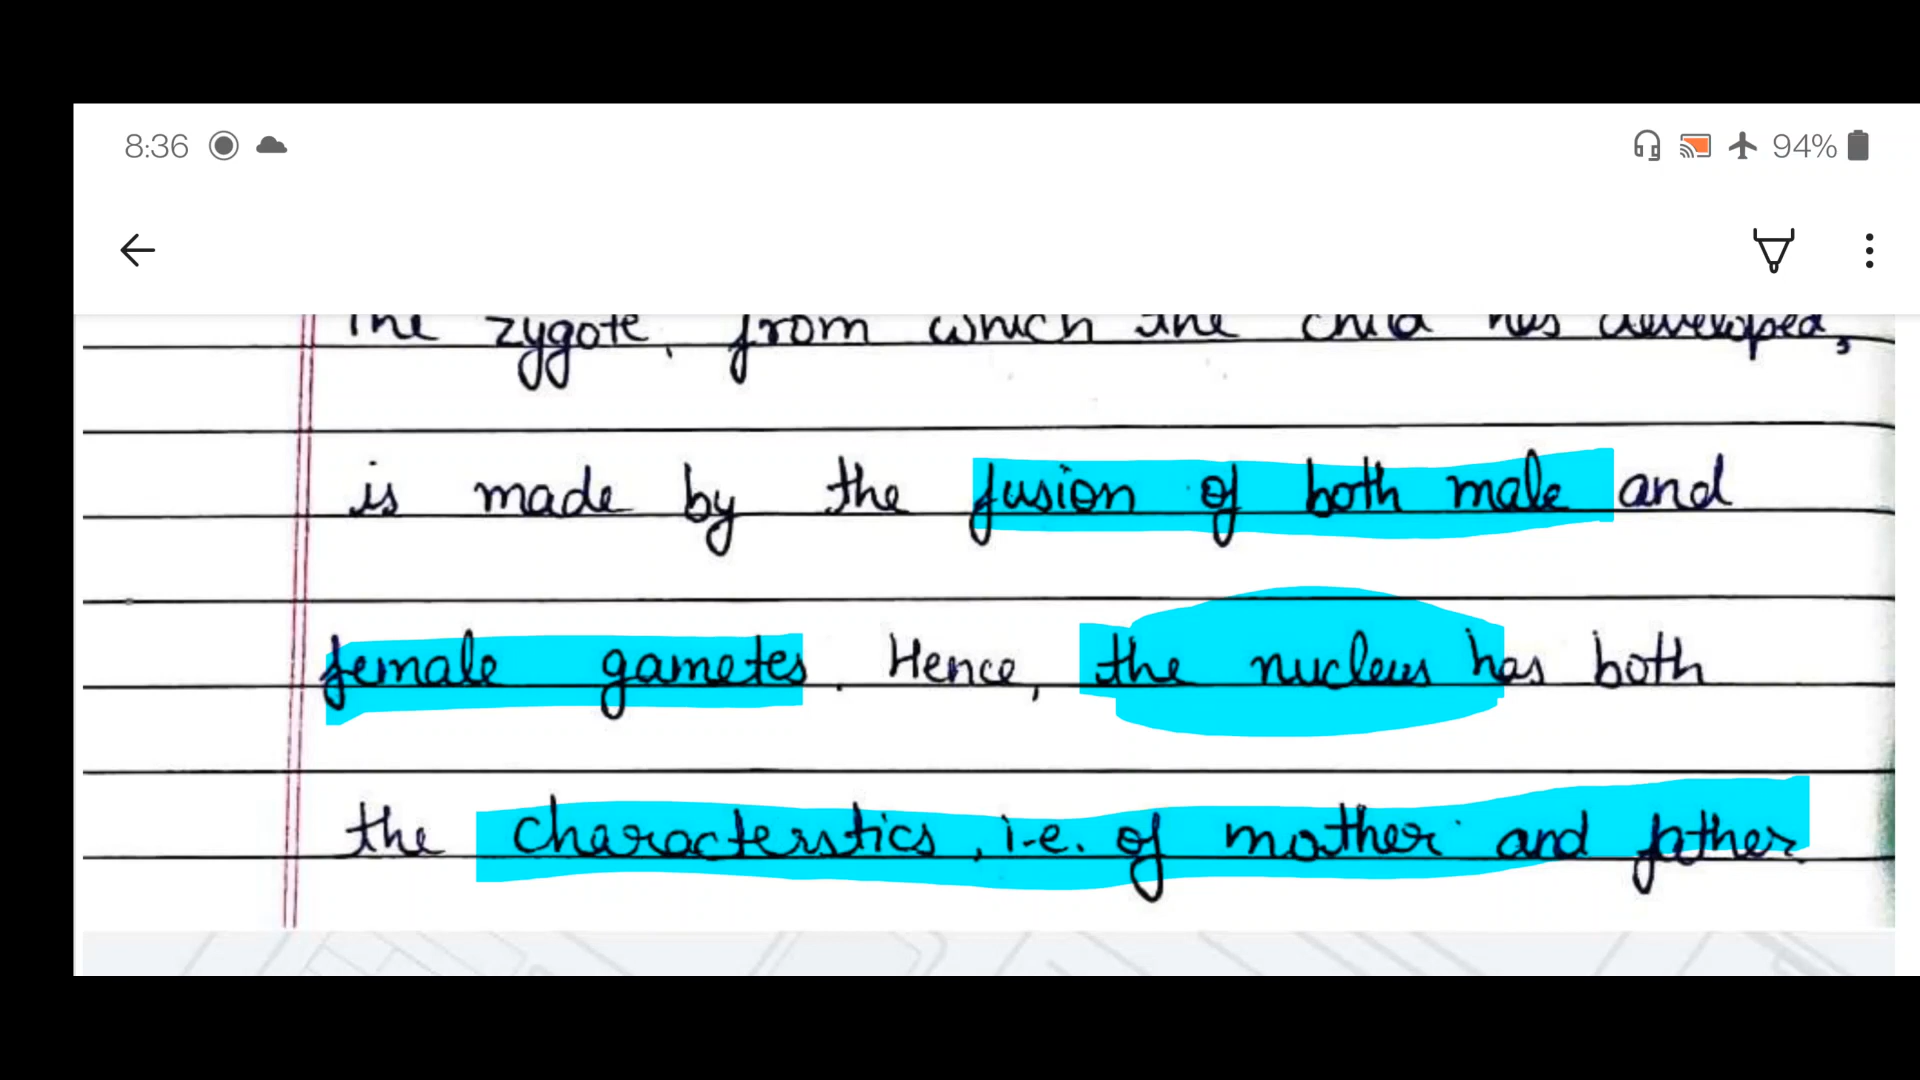 8:36 94%
The zygote, from which the child has developed,
is made by the fusion of both male and
female gametes. Hence, the nucleus has both
the characterstics, i.e. of mother and father.